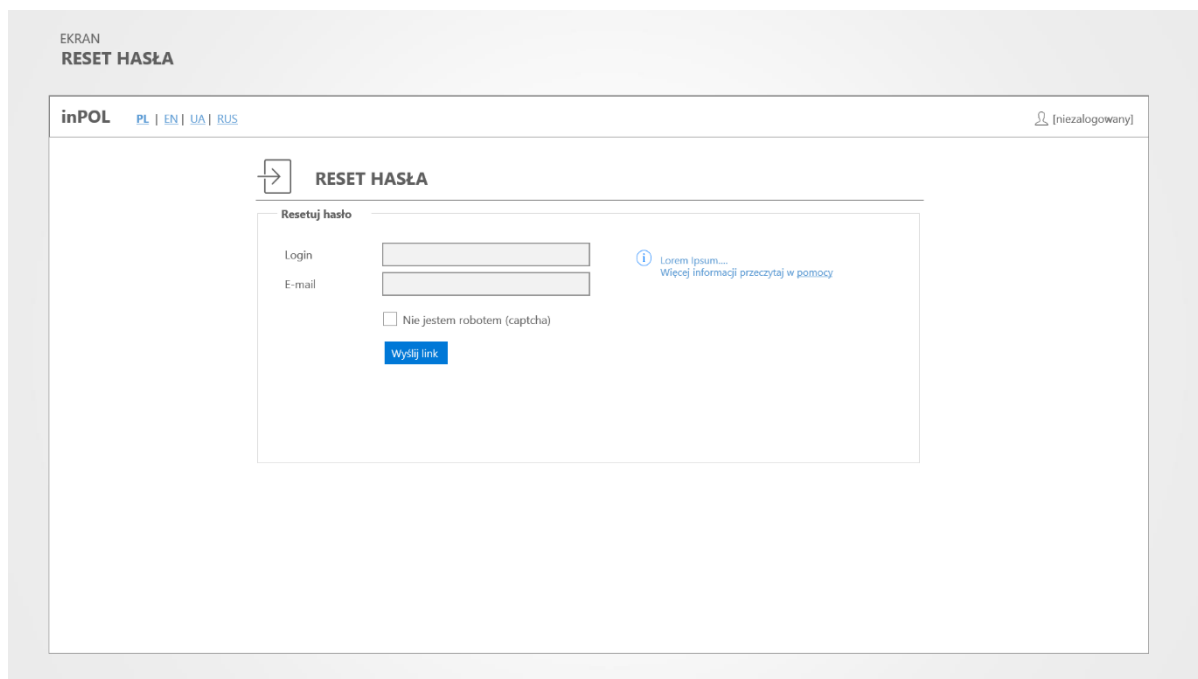 EKRAN
RESET HASŁA
inPOL PL | EN | UA | RUS [niezalogowany]
RESET HASŁA
Resetuj hasło
Login
Lorem Ipsum....
Więcej informacji przeczytaj w pomocy
E-mail
Nie jestem robotem (captcha)
Wyślij link